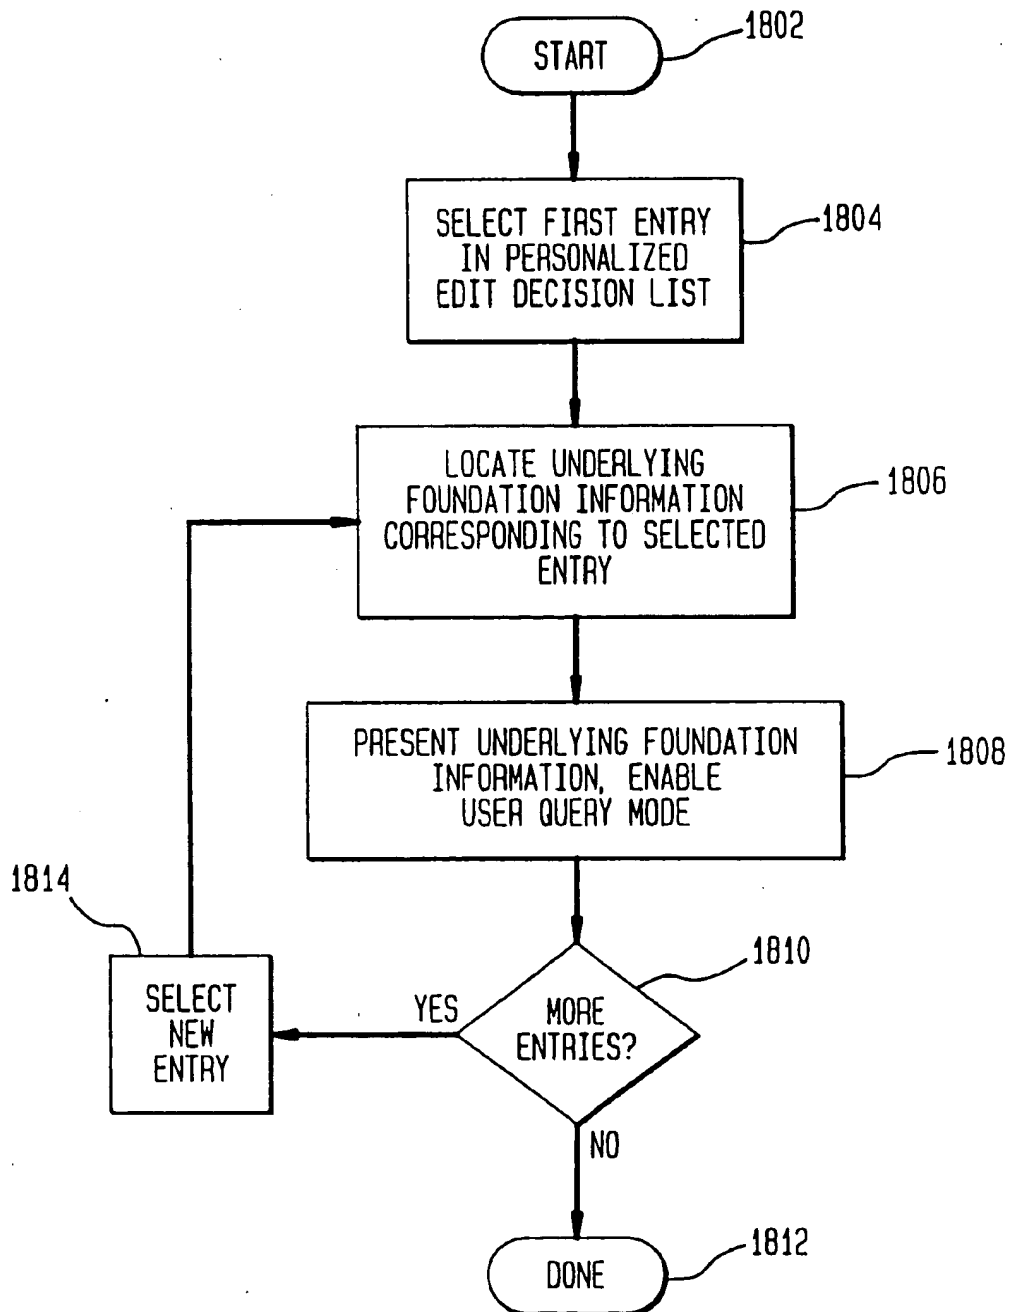 1802
START
1804
SELECT FIRST ENTRY
IN PERSONALIZED
EDIT DECISION LIST
LOCATE UNDERLYING
FOUNDATION INFORMATION
CORRESPONDING TO SELECTED
ENTRY
1806
PRESENT UNDERLYING FOUNDATION
INFORMATION, ENABLE
USER QUERY MODE
1808
1814
SELECT
NEW
ENTRY
YES
MORE
ENTRIES?
1810
NO
DONE
1812